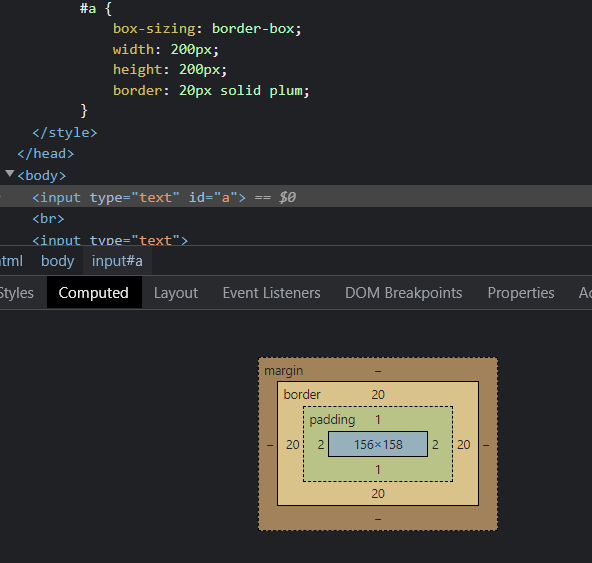 #a {
box-sizing: border-box;
width: 200px;
height: 200px;
border: 20px solid plum;
}
</style>
</head>
<body>
<input type="text" id="a"> == $0
<br>
<input type="text">
html body input#a
Styles Computed Layout Event Listeners DOM Breakpoints Properties
margin –
border 20
padding 1
– 20 2 156×158 2 20 –
1
20
–